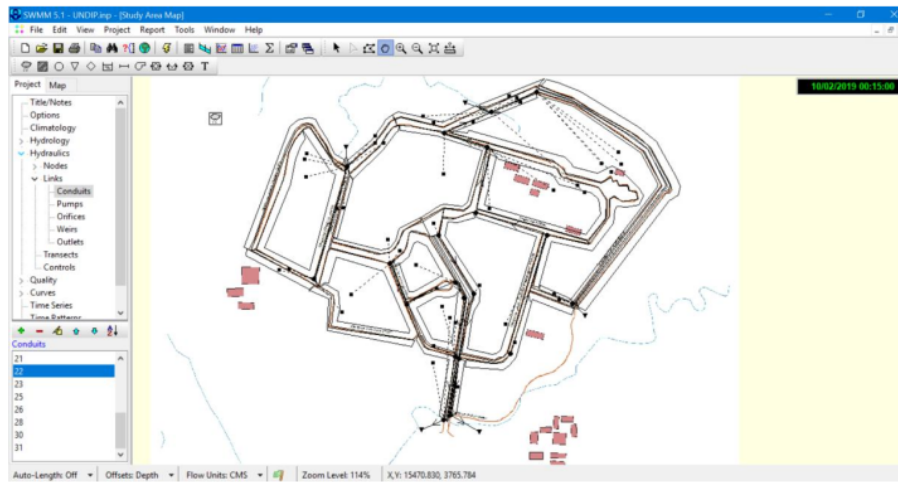 SWMM 5.1 - UNDIP.inp - [Study Area Map]
File Edit View Project Report Tools Window Help
T
Project Map
10/02/2019 00:15:00
Title/Notes
Options
Climatology
Hydrology
Hydraulics
Nodes
Links
Conduits
Pumps
Orifices
Weirs
Outlets
Transects
Controls
Quality
Curves
Time Series
Time Patterns
Conduits
21
22
23
25
26
28
30
31
Auto-Length: Off Offsets: Depth Flow Units: CMS Zoom Level: 114% X,Y: 15470.830, 3765.784